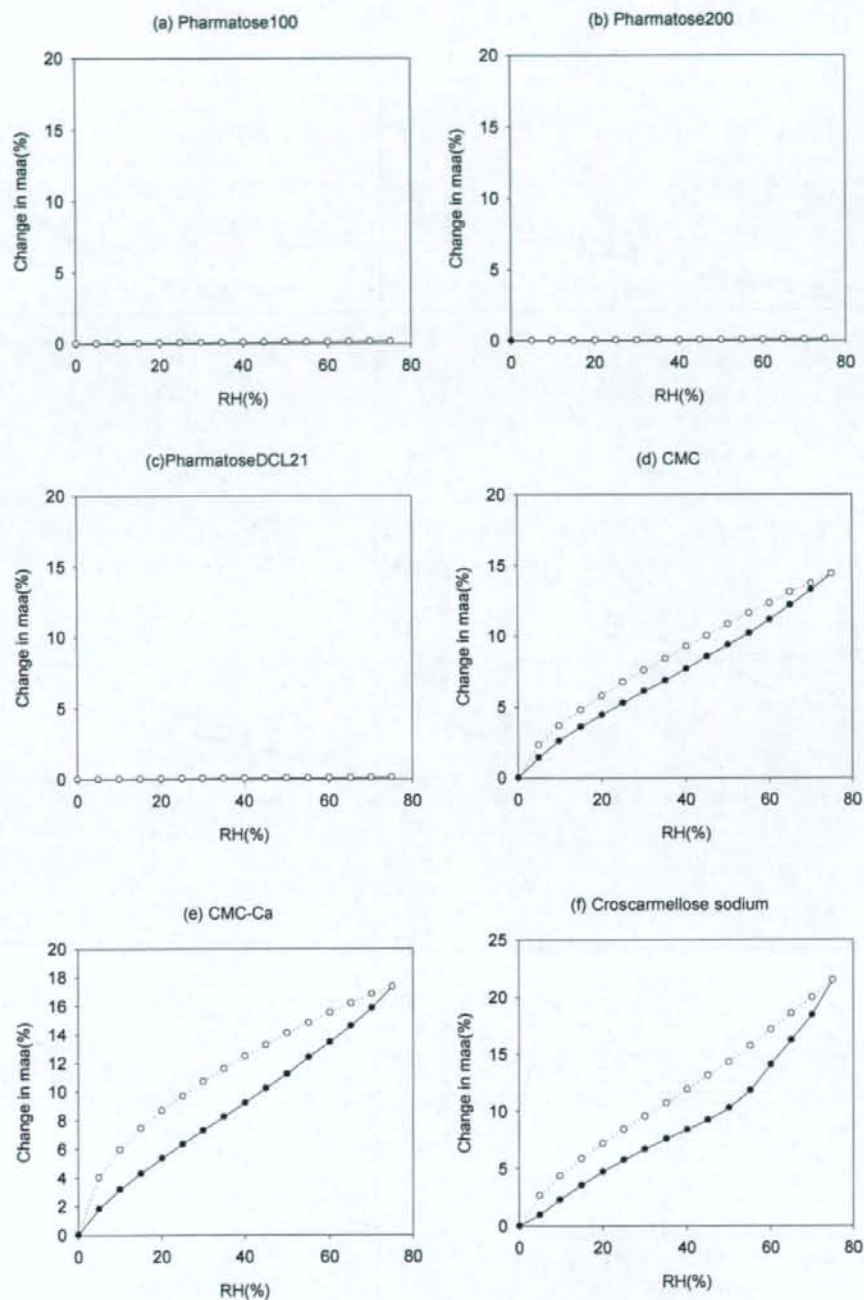 (a) Pharmatose100
20
15
10
5
0
Change in maa(%)
0 20 40 60 80
RH(%)
(b) Pharmatose200
20
15
10
5
0
Change in maa(%)
0 20 40 60 80
RH(%)
(c)PharmatoseDCL21
20
15
10
5
0
Change in maa(%)
0 20 40 60 80
RH(%)
(d) CMC
20
15
10
5
0
Change in maa(%)
0 20 40 60 80
RH(%)
(e) CMC-Ca
20
18
16
14
12
10
8
6
4
2
0
Change in maa(%)
0 20 40 60 80
RH(%)
(f) Croscarmellose sodium
25
20
15
10
5
0
Change in maa(%)
0 20 40 60 80
RH(%)